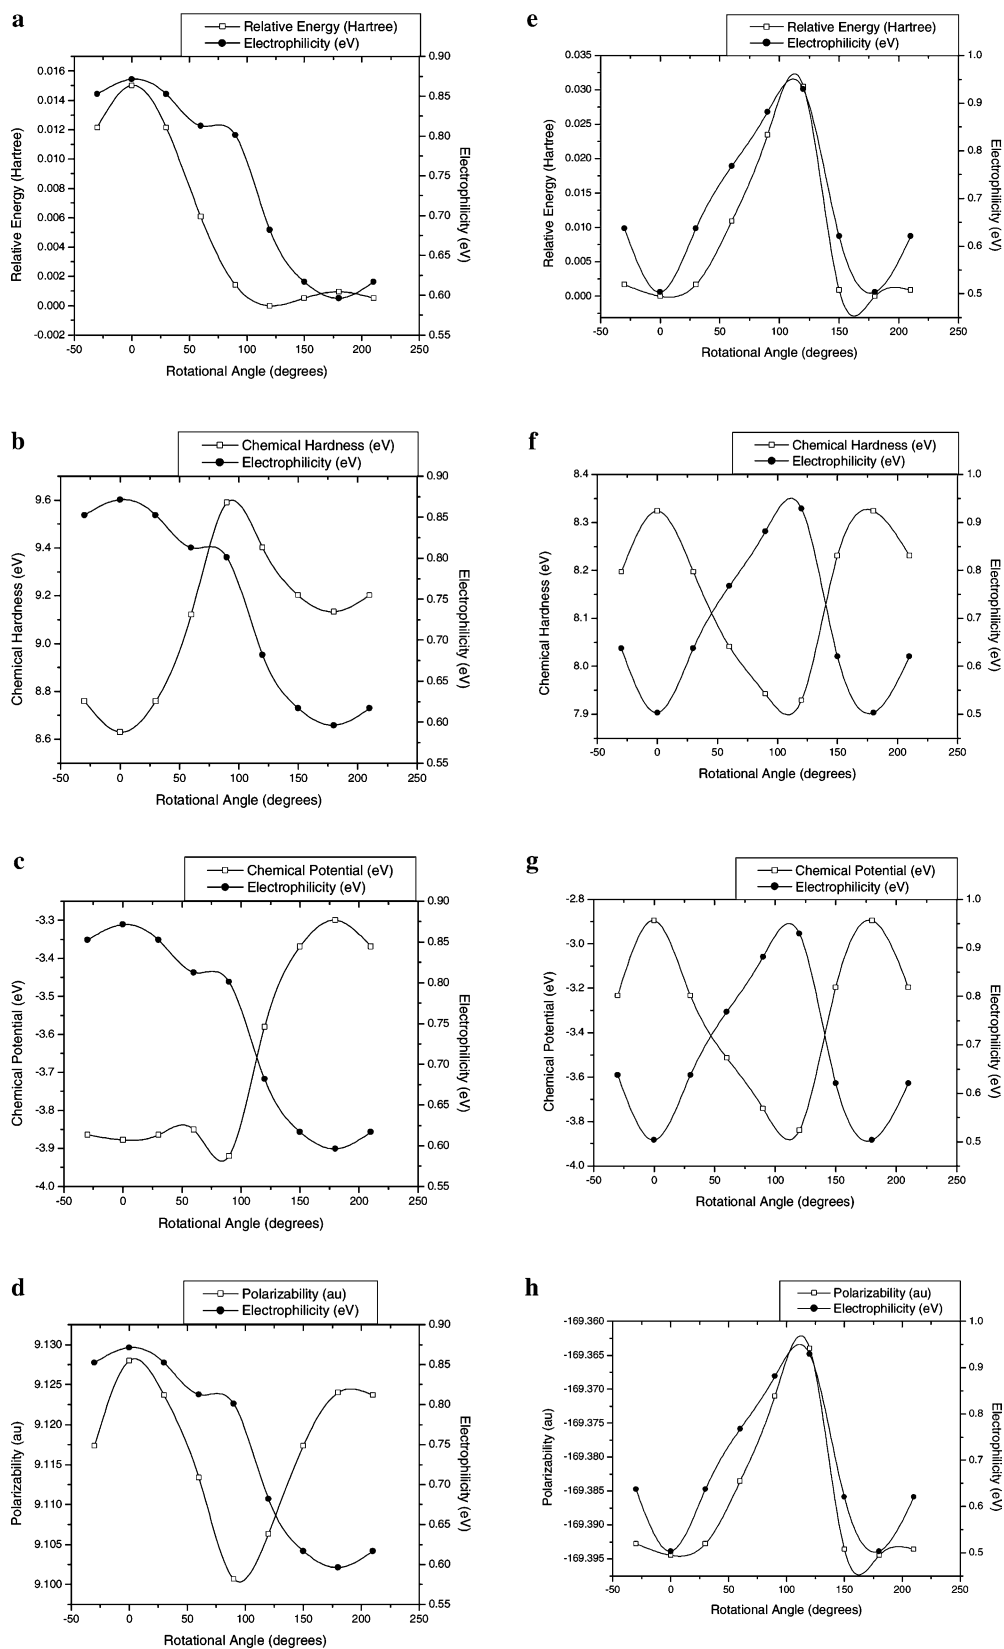 a
Relative Energy (Hartree)
Electrophilicity (eV)
0.016
0.014
0.012
0.010
0.008
0.006
0.004
0.002
0.000
-0.002
Relative Energy (Hartree)
0.90
0.85
0.80
0.75
0.70
0.65
0.60
0.55
Electrophilicity (eV)
-50 0 50 100 150 200 250
Rotational Angle (degrees)
e
Relative Energy (Hartree)
Electrophilicity (eV)
0.035
0.030
0.025
0.020
0.015
0.010
0.005
0.000
Relative Energy (Hartree)
1.0
0.9
0.8
0.7
0.6
0.5
Electrophilicity (eV)
-50 0 50 100 150 200 250
Rotational Angle (degrees)
b
Chemical Hardness (eV)
Electrophilicity (eV)
9.6
9.4
9.2
9.0
8.8
8.6
Chemical Hardness (eV)
0.90
0.85
0.80
0.75
0.70
0.65
0.60
0.55
Electrophilicity (eV)
-50 0 50 100 150 200 250
Rotational Angle (degrees)
f
Chemical Hardness (eV)
Electrophilicity (eV)
8.4
8.3
8.2
8.1
8.0
7.9
Chemical Hardness (eV)
1.0
0.9
0.8
0.7
0.6
0.5
Electrophilicity (eV)
-50 0 50 100 150 200 250
Rotational Angle (degrees)
c
Chemical Potential (eV)
Electrophilicity (eV)
-3.3
-3.4
-3.5
-3.6
-3.7
-3.8
-3.9
-4.0
Chemical Potential (eV)
0.90
0.85
0.80
0.75
0.70
0.65
0.60
0.55
Electrophilicity (eV)
-50 0 50 100 150 200 250
Rotational Angle (degrees)
g
Chemical Potential (eV)
Electrophilicity (eV)
-2.8
-3.0
-3.2
-3.4
-3.6
-3.8
-4.0
Chemical Potential (eV)
1.0
0.9
0.8
0.7
0.6
0.5
Electrophilicity (eV)
-50 0 50 100 150 200 250
Rotational Angle (degrees)
d
Polarizability (au)
Electrophilicity (eV)
9.130
9.125
9.120
9.115
9.110
9.105
9.100
Polarizability (au)
0.90
0.85
0.80
0.75
0.70
0.65
0.60
0.55
Electrophilicity (eV)
-50 0 50 100 150 200 250
Rotational Angle (degrees)
h
Polarizability (au)
Electrophilicity (eV)
-169.360
-169.365
-169.370
-169.375
-169.380
-169.385
-169.390
-169.395
Polarizability (au)
1.0
0.9
0.8
0.7
0.6
0.5
Electrophilicity (eV)
-50 0 50 100 150 200 250
Rotational Angle (degrees)